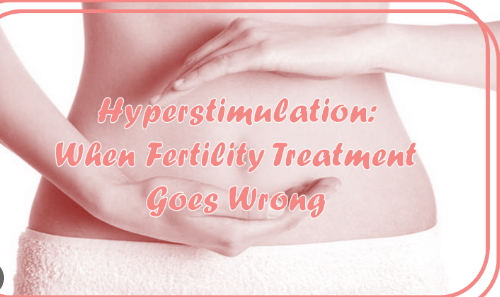 Hyperstimulation:
When Fertility Treatment
Goes Wrong